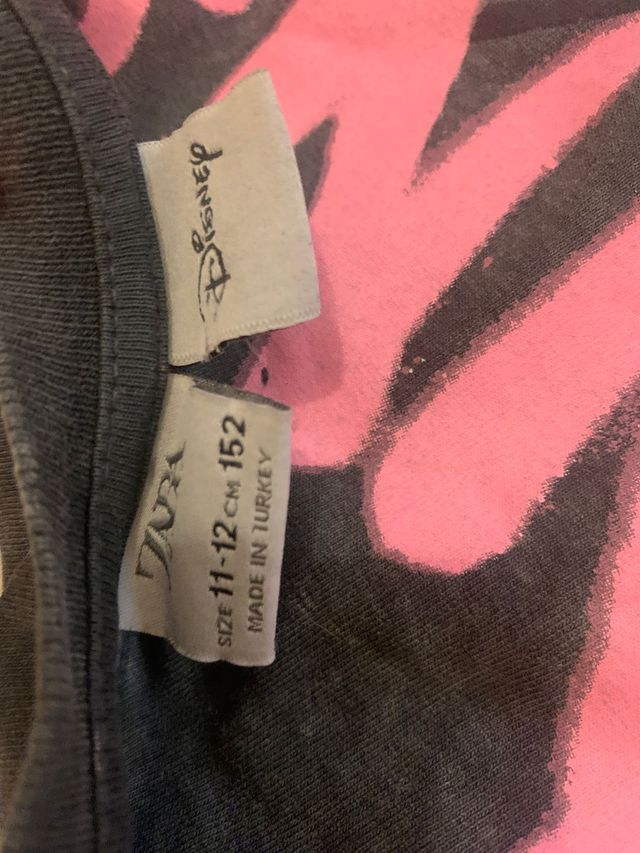 Disney
ZARA
SIZE 11-12 CM 152
MADE IN TURKEY